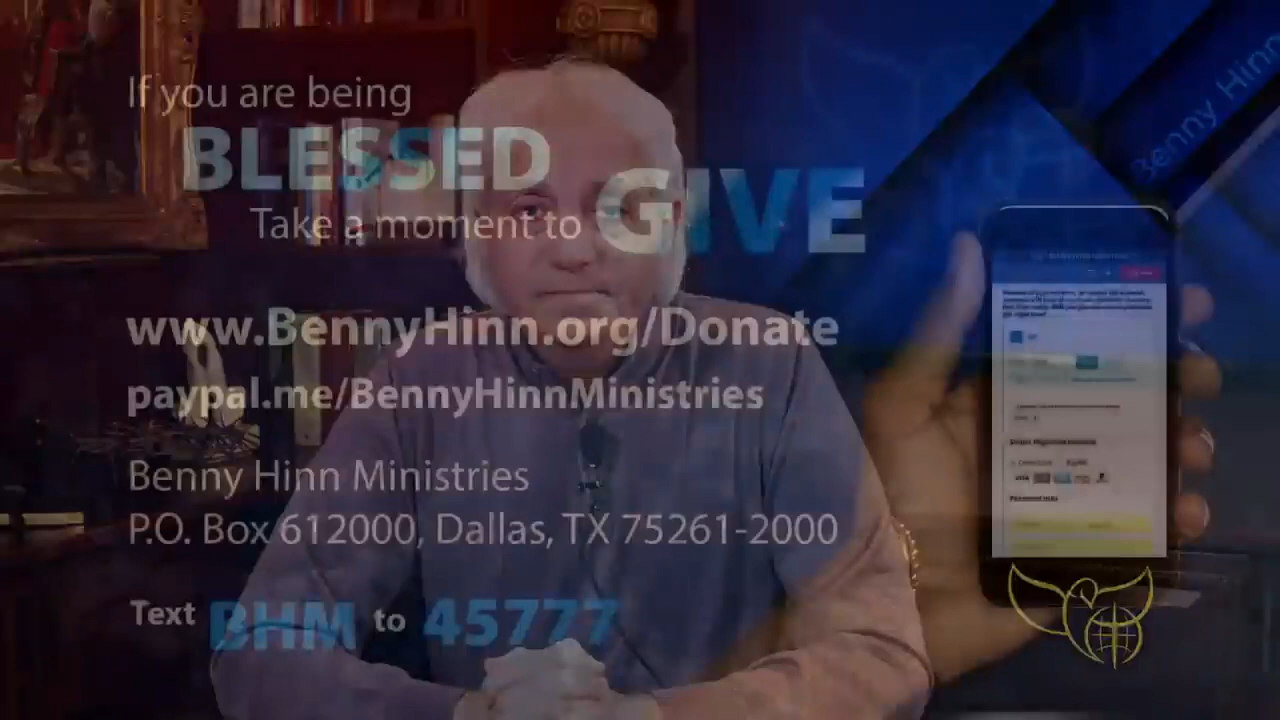 If you are being
BLESSED
Take a moment to GIVE
www.BennyHinn.org/Donate
paypal.me/BennyHinnMinistries
Benny Hinn Ministries
P.O. Box 612000, Dallas, TX 75261-2000
Text BHM to 45777
Benny Hinn